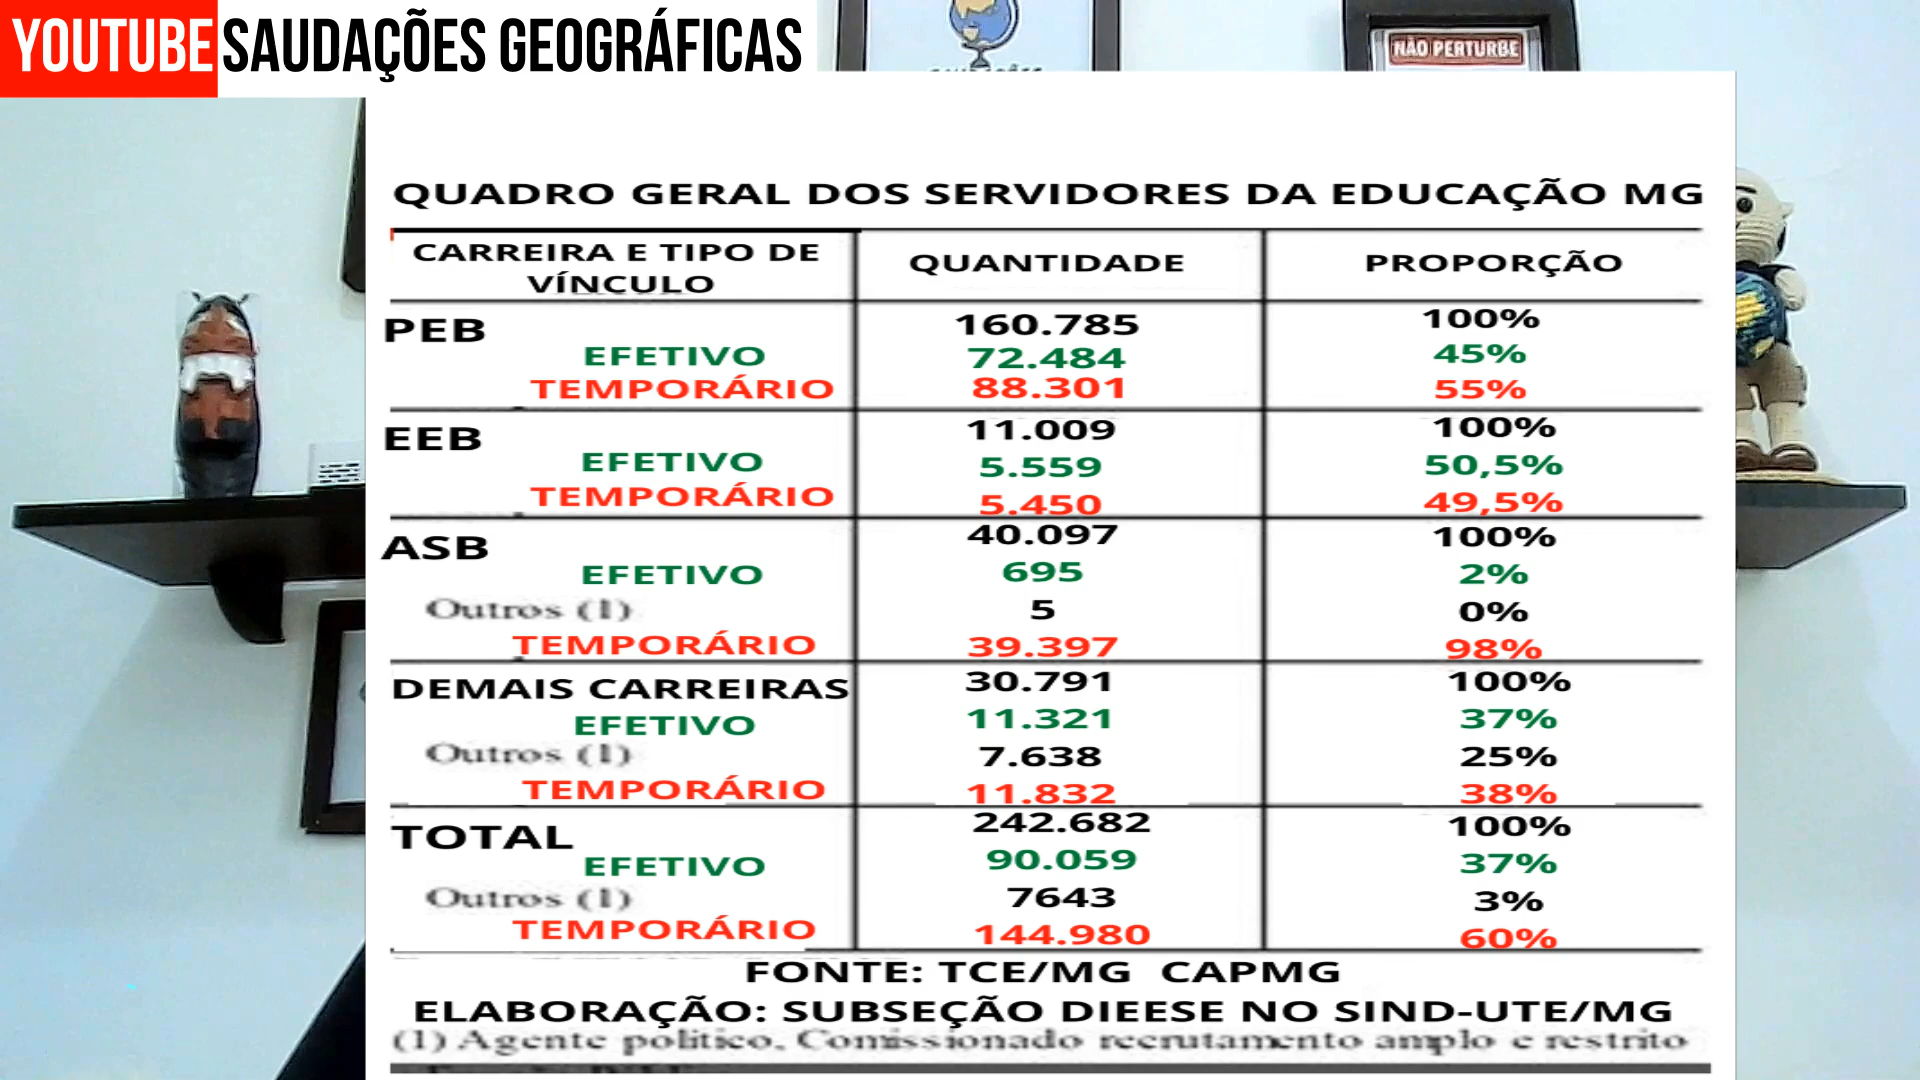 YOUTUBE SAUDAÇÕES GEOGRÁFICAS
NÃO PERTURBE
QUADRO GERAL DOS SERVIDORES DA EDUCAÇÃO MG
CARREIRA E TIPO DE VÍNCULO QUANTIDADE PROPORÇÃO
PEB 160.785 100%
EFETIVO 72.484 45%
TEMPORÁRIO 88.301 55%
EEB 11.009 100%
EFETIVO 5.559 50,5%
TEMPORÁRIO 5.450 49,5%
ASB 40.097 100%
EFETIVO 695 2%
Outros (1) 5 0%
TEMPORÁRIO 39.397 98%
DEMAIS CARREIRAS 30.791 100%
EFETIVO 11.321 37%
Outros (1) 7.638 25%
TEMPORÁRIO 11.832 38%
TOTAL 242.682 100%
EFETIVO 90.059 37%
Outros (1) 7643 3%
TEMPORÁRIO 144.980 60%
FONTE: TCE/MG CAPMG
ELABORAÇÃO: SUBSEÇÃO DIEESE NO SIND-UTE/MG
(1) Agente político, Comissionado recrutamento amplo e restrito